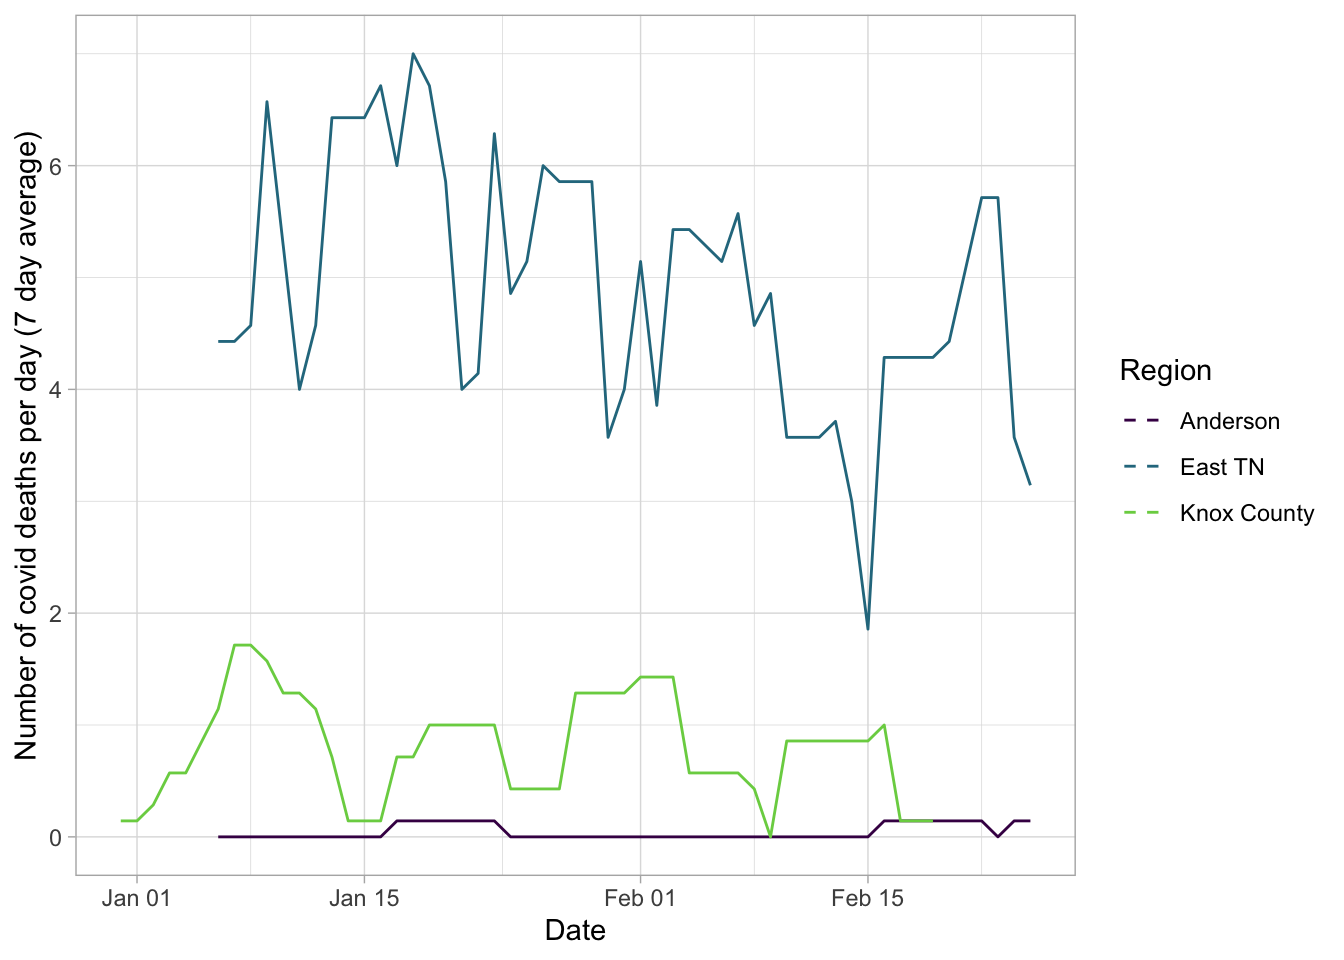 Number of covid deaths per day (7 day average)
6
4
2
0
Jan 01
Jan 15
Feb 01
Feb 15
Date
Region
Anderson
East TN
Knox County